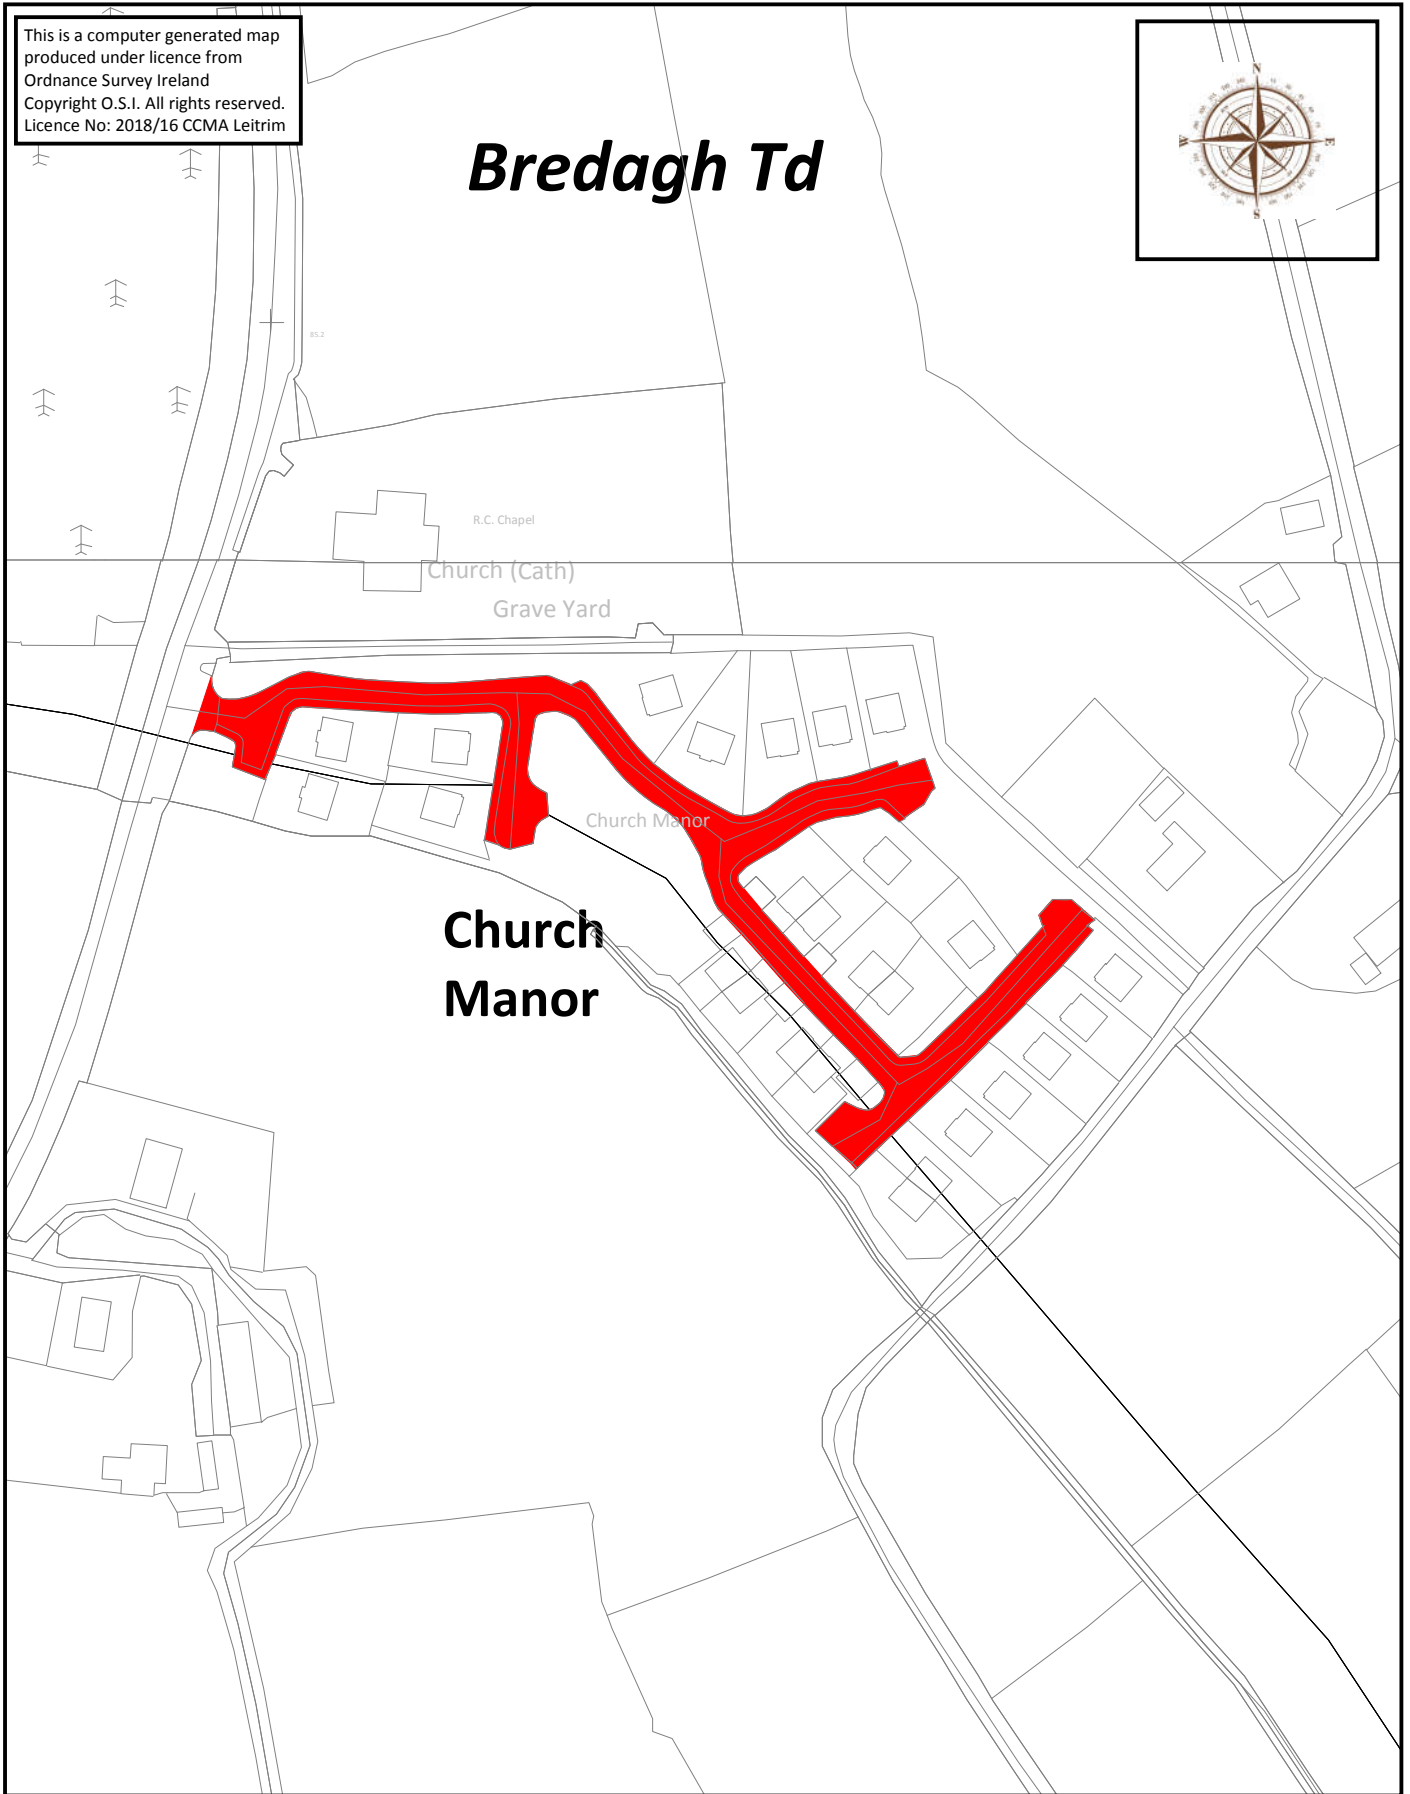 This is a computer generated map
produced under licence from
Ordnance Survey Ireland
Copyright O.S.I. All rights reserved.
Licence No: 2018/16 CCMA Leitrim
Bredagh Td
N
W
E
S
85.2
R.C. Chapel
Church (Cath)
Grave Yard
Church Manor
Church
Manor